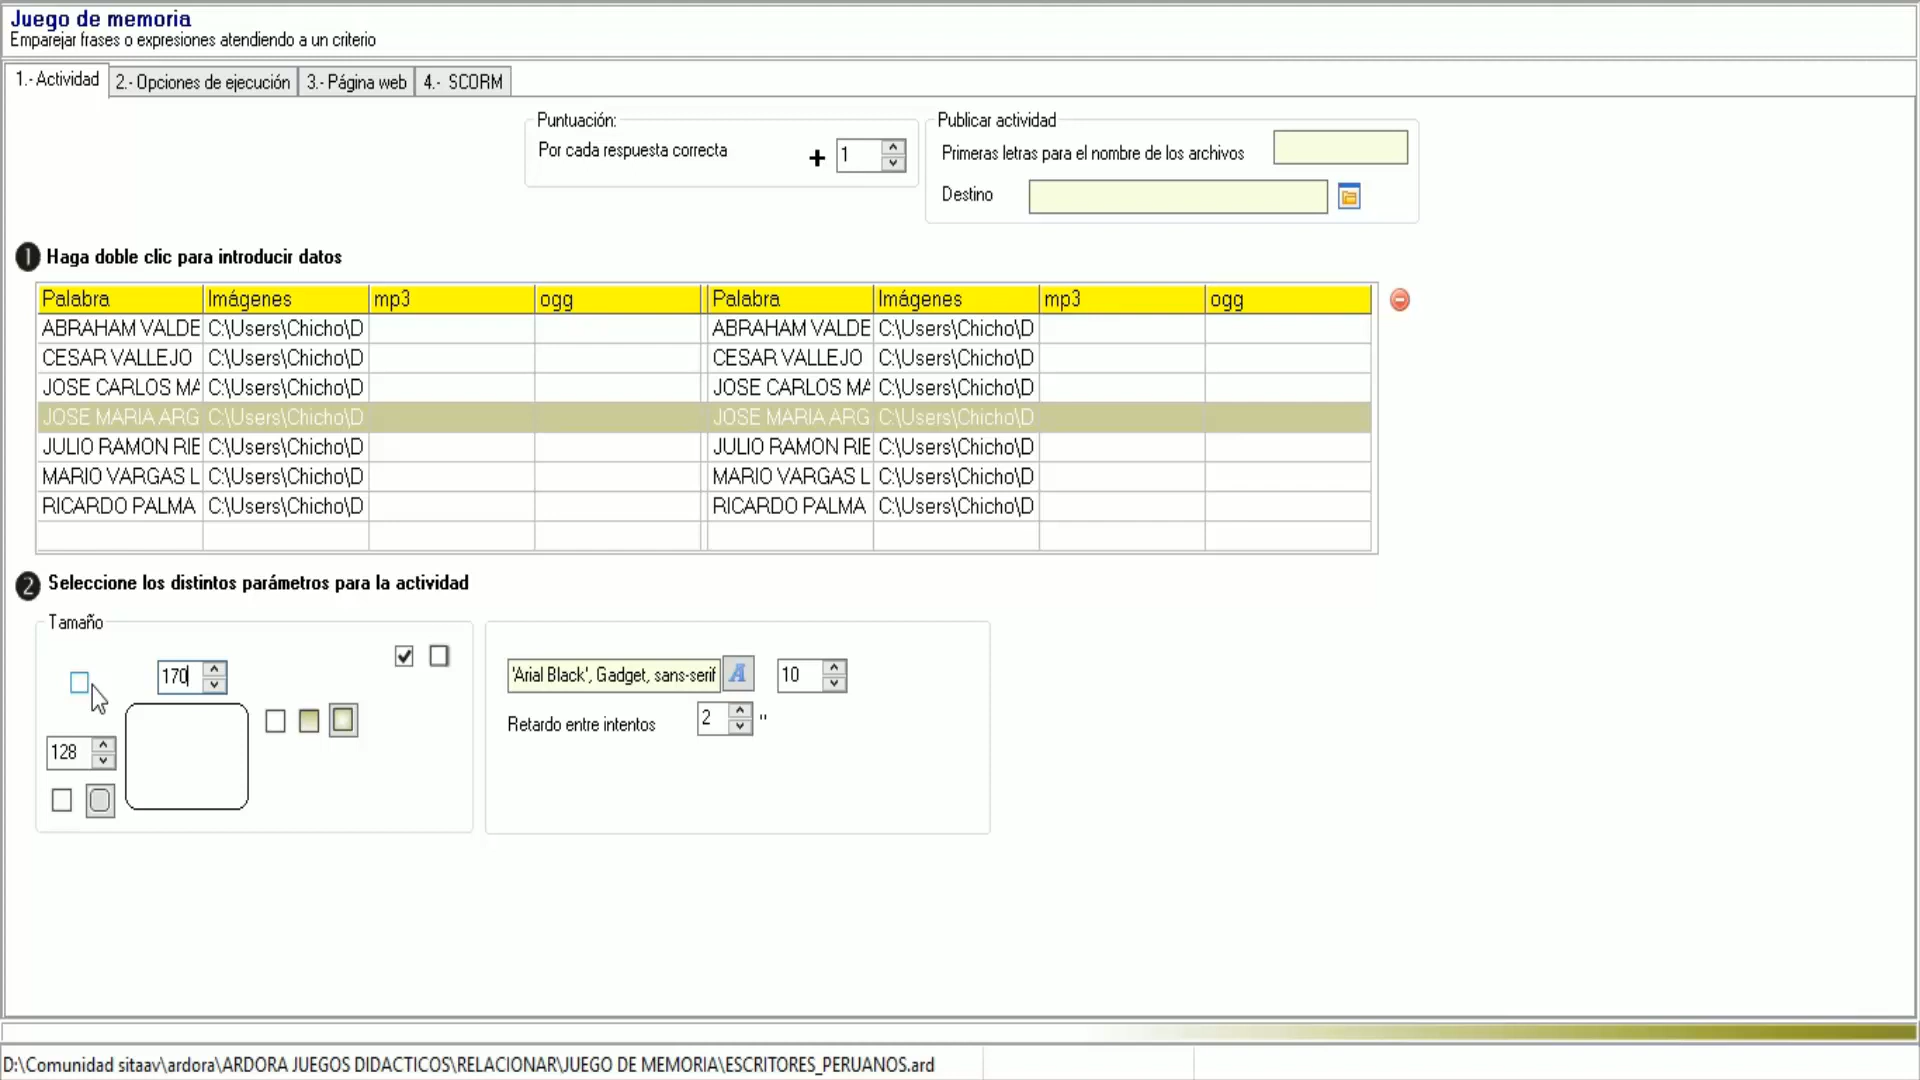 Juego de memoria
Emparejar frases o expresiones atendiendo a un criterio
1.- Actividad 2.- Opciones de ejecución 3.- Página web 4.- SCORM
Puntuación:
Por cada respuesta correcta + 1
Publicar actividad
Primeras letras para el nombre de los archivos
Destino
1 Haga doble clic para introducir datos
Palabra Imágenes mp3 ogg Palabra Imágenes mp3 ogg
ABRAHAM VALDE C:\Users\Chicho\D ABRAHAM VALDE C:\Users\Chicho\D
CESAR VALLEJO C:\Users\Chicho\D CESAR VALLEJO C:\Users\Chicho\D
JOSE CARLOS MA C:\Users\Chicho\D JOSE CARLOS MA C:\Users\Chicho\D
JOSE MARIA ARG C:\Users\Chicho\D JOSE MARIA ARG C:\Users\Chicho\D
JULIO RAMON RIE C:\Users\Chicho\D JULIO RAMON RIE C:\Users\Chicho\D
MARIO VARGAS L C:\Users\Chicho\D MARIO VARGAS L C:\Users\Chicho\D
RICARDO PALMA C:\Users\Chicho\D RICARDO PALMA C:\Users\Chicho\D
2 Seleccione los distintos parámetros para la actividad
Tamaño
170
128
'Arial Black', Gadget, sans-serif A 10
Retardo entre intentos 2 "
D:\Comunidad sitaav\ardora\ARDORA JUEGOS DIDACTICOS\RELACIONAR\JUEGO DE MEMORIA\ESCRITORES_PERUANOS.ard